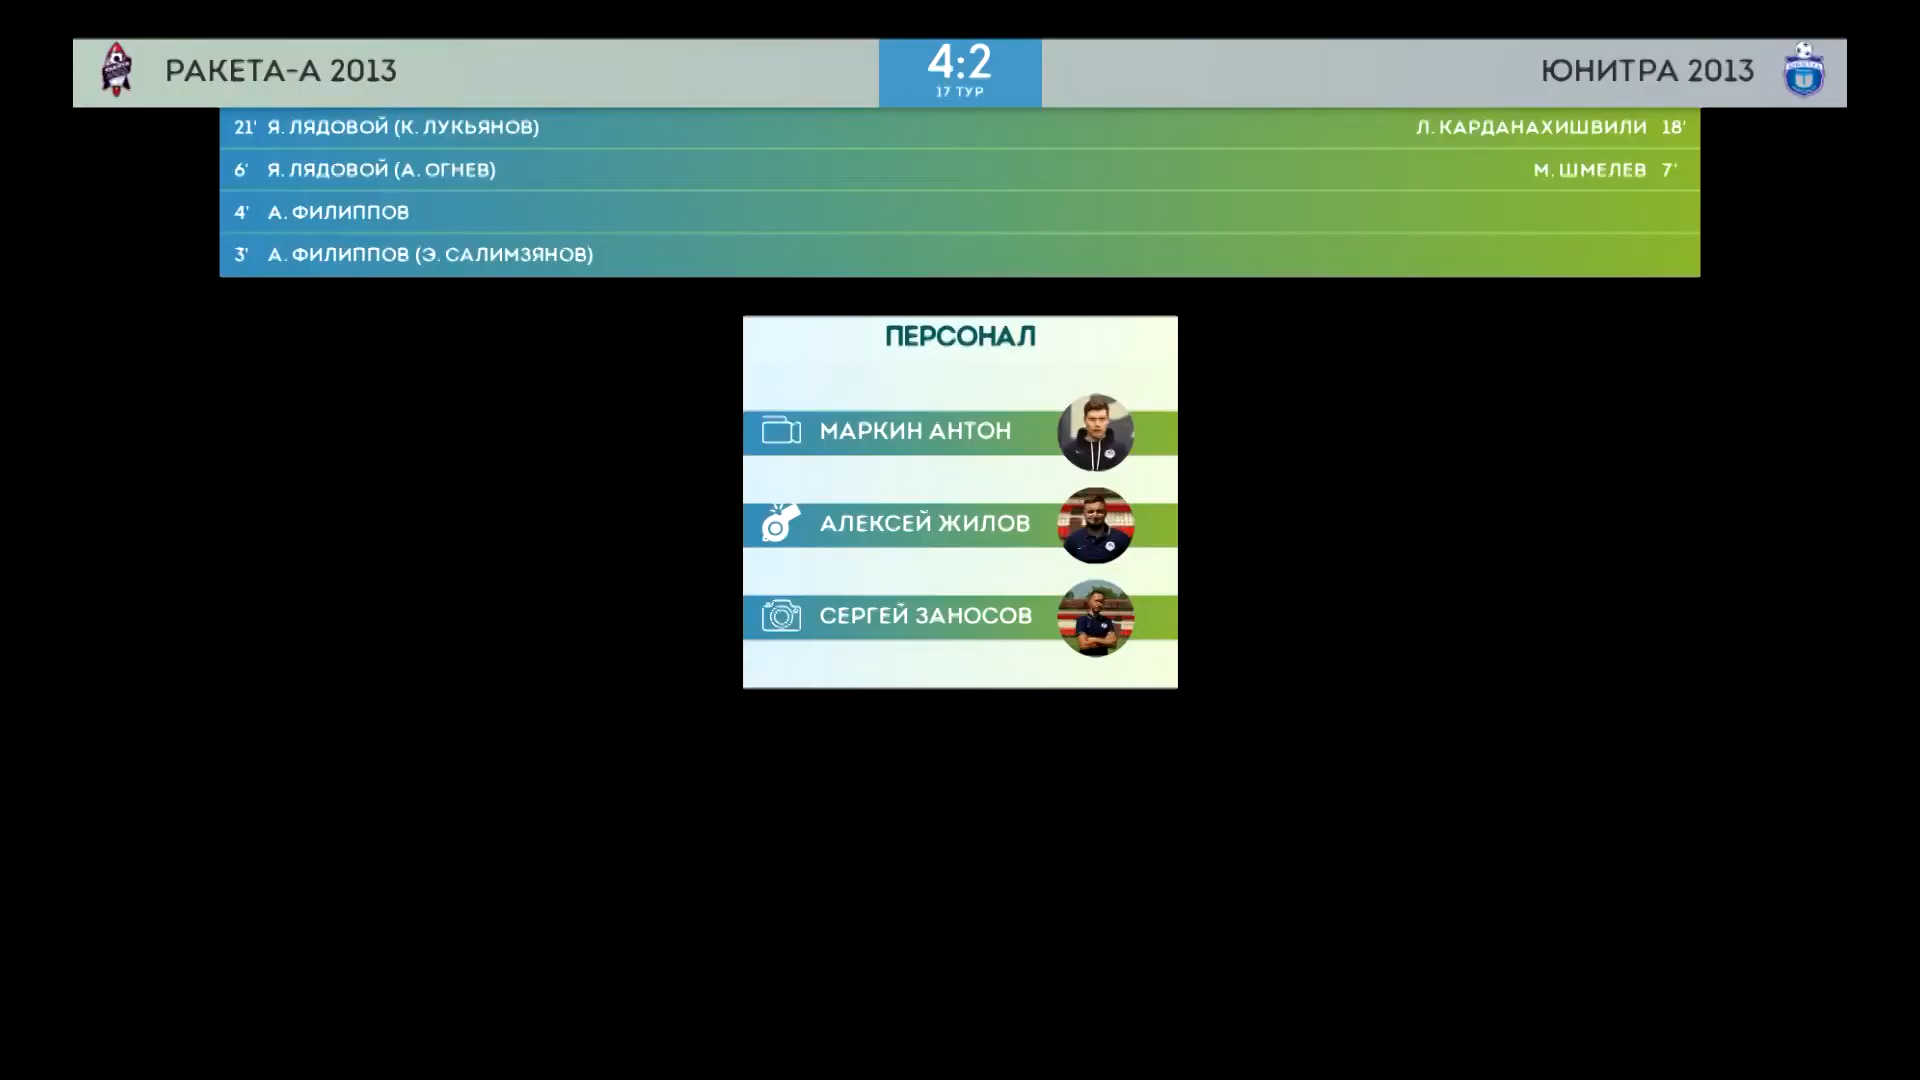 РАКЕТА-А 2013
4:2
17 ТУР
ЮНИТРА 2013
21' Я. ЛЯДОВОЙ (К. ЛУКЬЯНОВ)
Л. КАРДАНАХИШВИЛИ 18'
6' Я. ЛЯДОВОЙ (А. ОГНЕВ)
М. ШМЕЛЕВ 7'
4' А. ФИЛИППОВ
3' А. ФИЛИППОВ (Э. САЛИМЗЯНОВ)
ПЕРСОНАЛ
МАРКИН АНТОН
АЛЕКСЕЙ ЖИЛОВ
СЕРГЕЙ ЗАНОСОВ